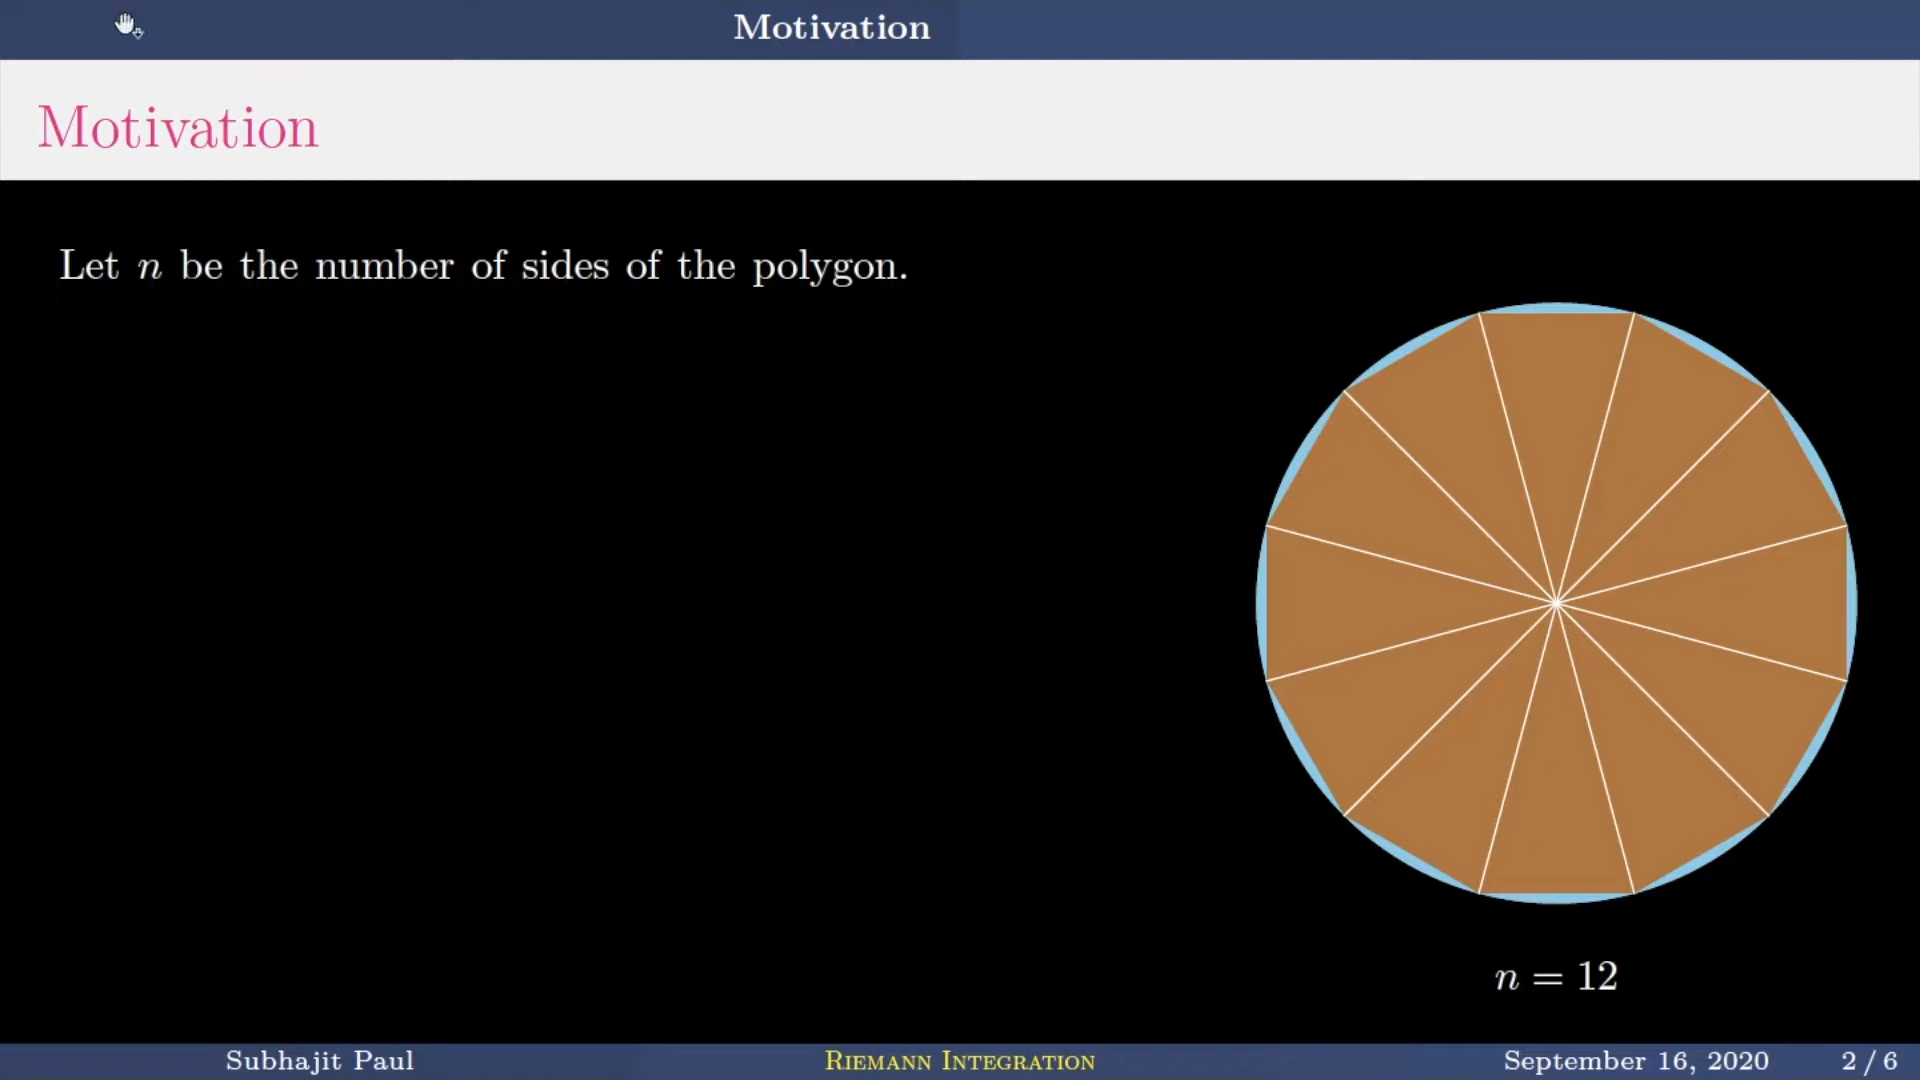 Motivation
Motivation
Let n be the number of sides of the polygon.
n = 12
Subhajit Paul
Riemann Integration
September 16, 2020
2 / 6